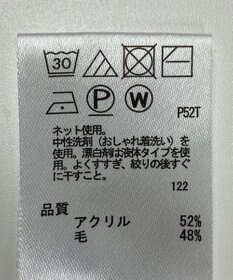 30
P W P52T
ネット使用。
中性洗剤（おしゃれ着洗い）を
使用。漂白剤は液体タイプを使
用。よくすすぎ、絞りの後すぐ
に干すこと。
122
品質
アクリル 52%
毛 48%